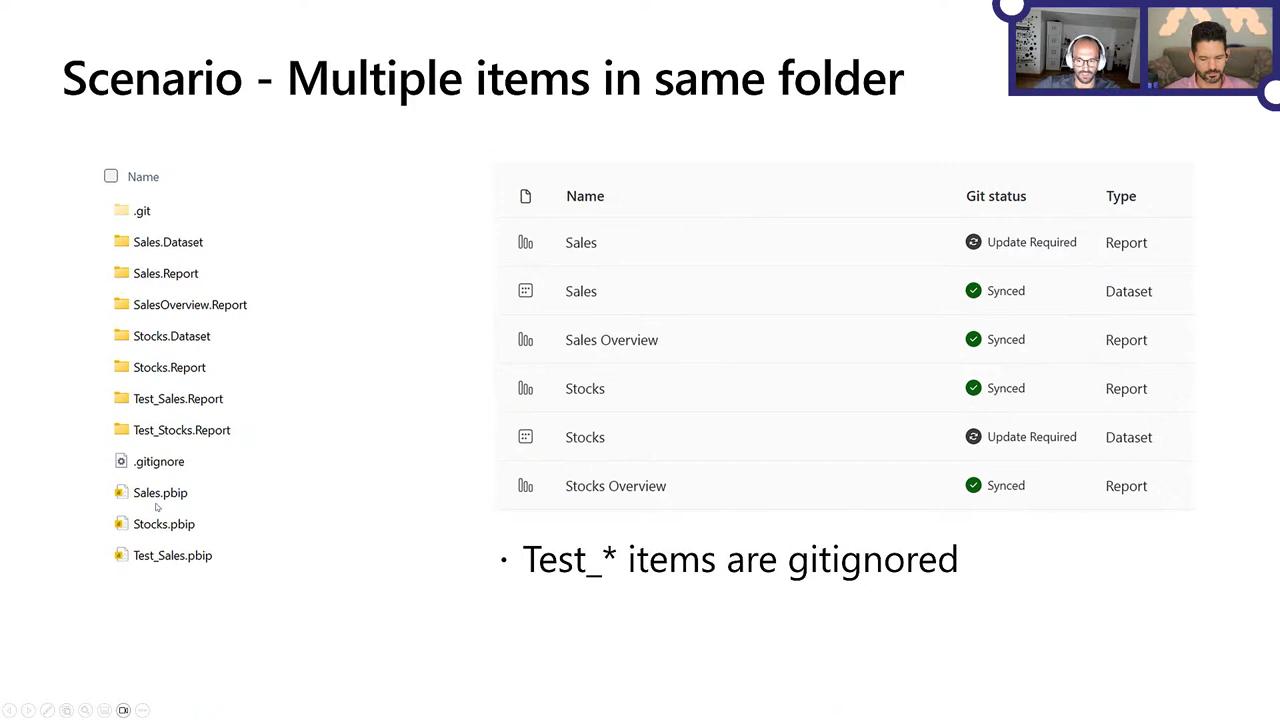 Scenario - Multiple items in same folder
Name
.git
Sales.Dataset
Sales.Report
SalesOverview.Report
Stocks.Dataset
Stocks.Report
Test_Sales.Report
Test_Stocks.Report
.gitignore
Sales.pbip
Stocks.pbip
Test_Sales.pbip
Name Git status Type
Sales Update Required Report
Sales Synced Dataset
Sales Overview Synced Report
Stocks Synced Report
Stocks Update Required Dataset
Stocks Overview Synced Report
• Test_* items are gitignored